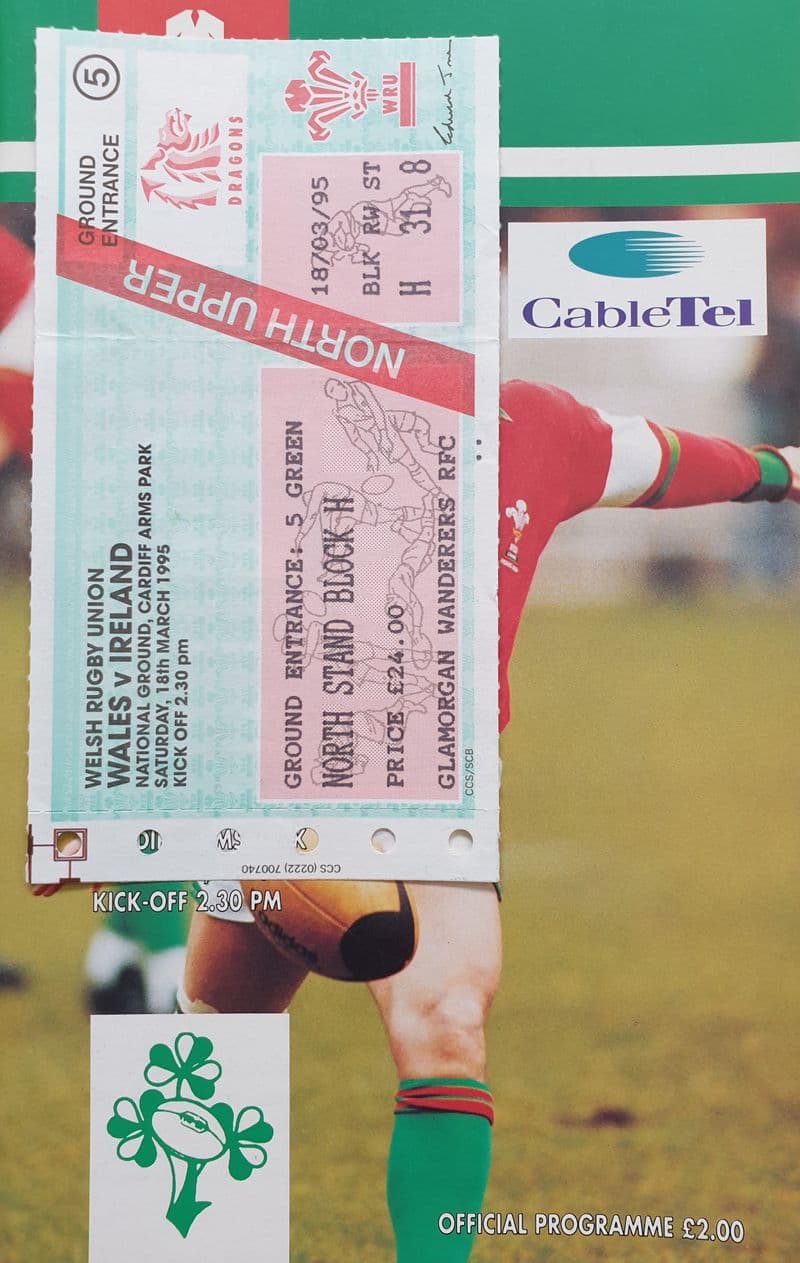 5
GROUND
ENTRANCE
DRAGONS
WRU
NORTH UPPER
18/03/95
BLK RW ST
H 31 8
WELSH RUGBY UNION
WALES v IRELAND
NATIONAL GROUND, CARDIFF ARMS PARK
SATURDAY, 18th MARCH 1995
KICK OFF 2.30 pm
GROUND ENTRANCE: 5 GREEN
NORTH STAND BLOCK H
PRICE £24.00
GLAMORGAN WANDERERS RFC
CCS/SCB
CCS (0222) 700740
CableTel
KICK-OFF 2.30 PM
adidas
OFFICIAL PROGRAMME £2.00